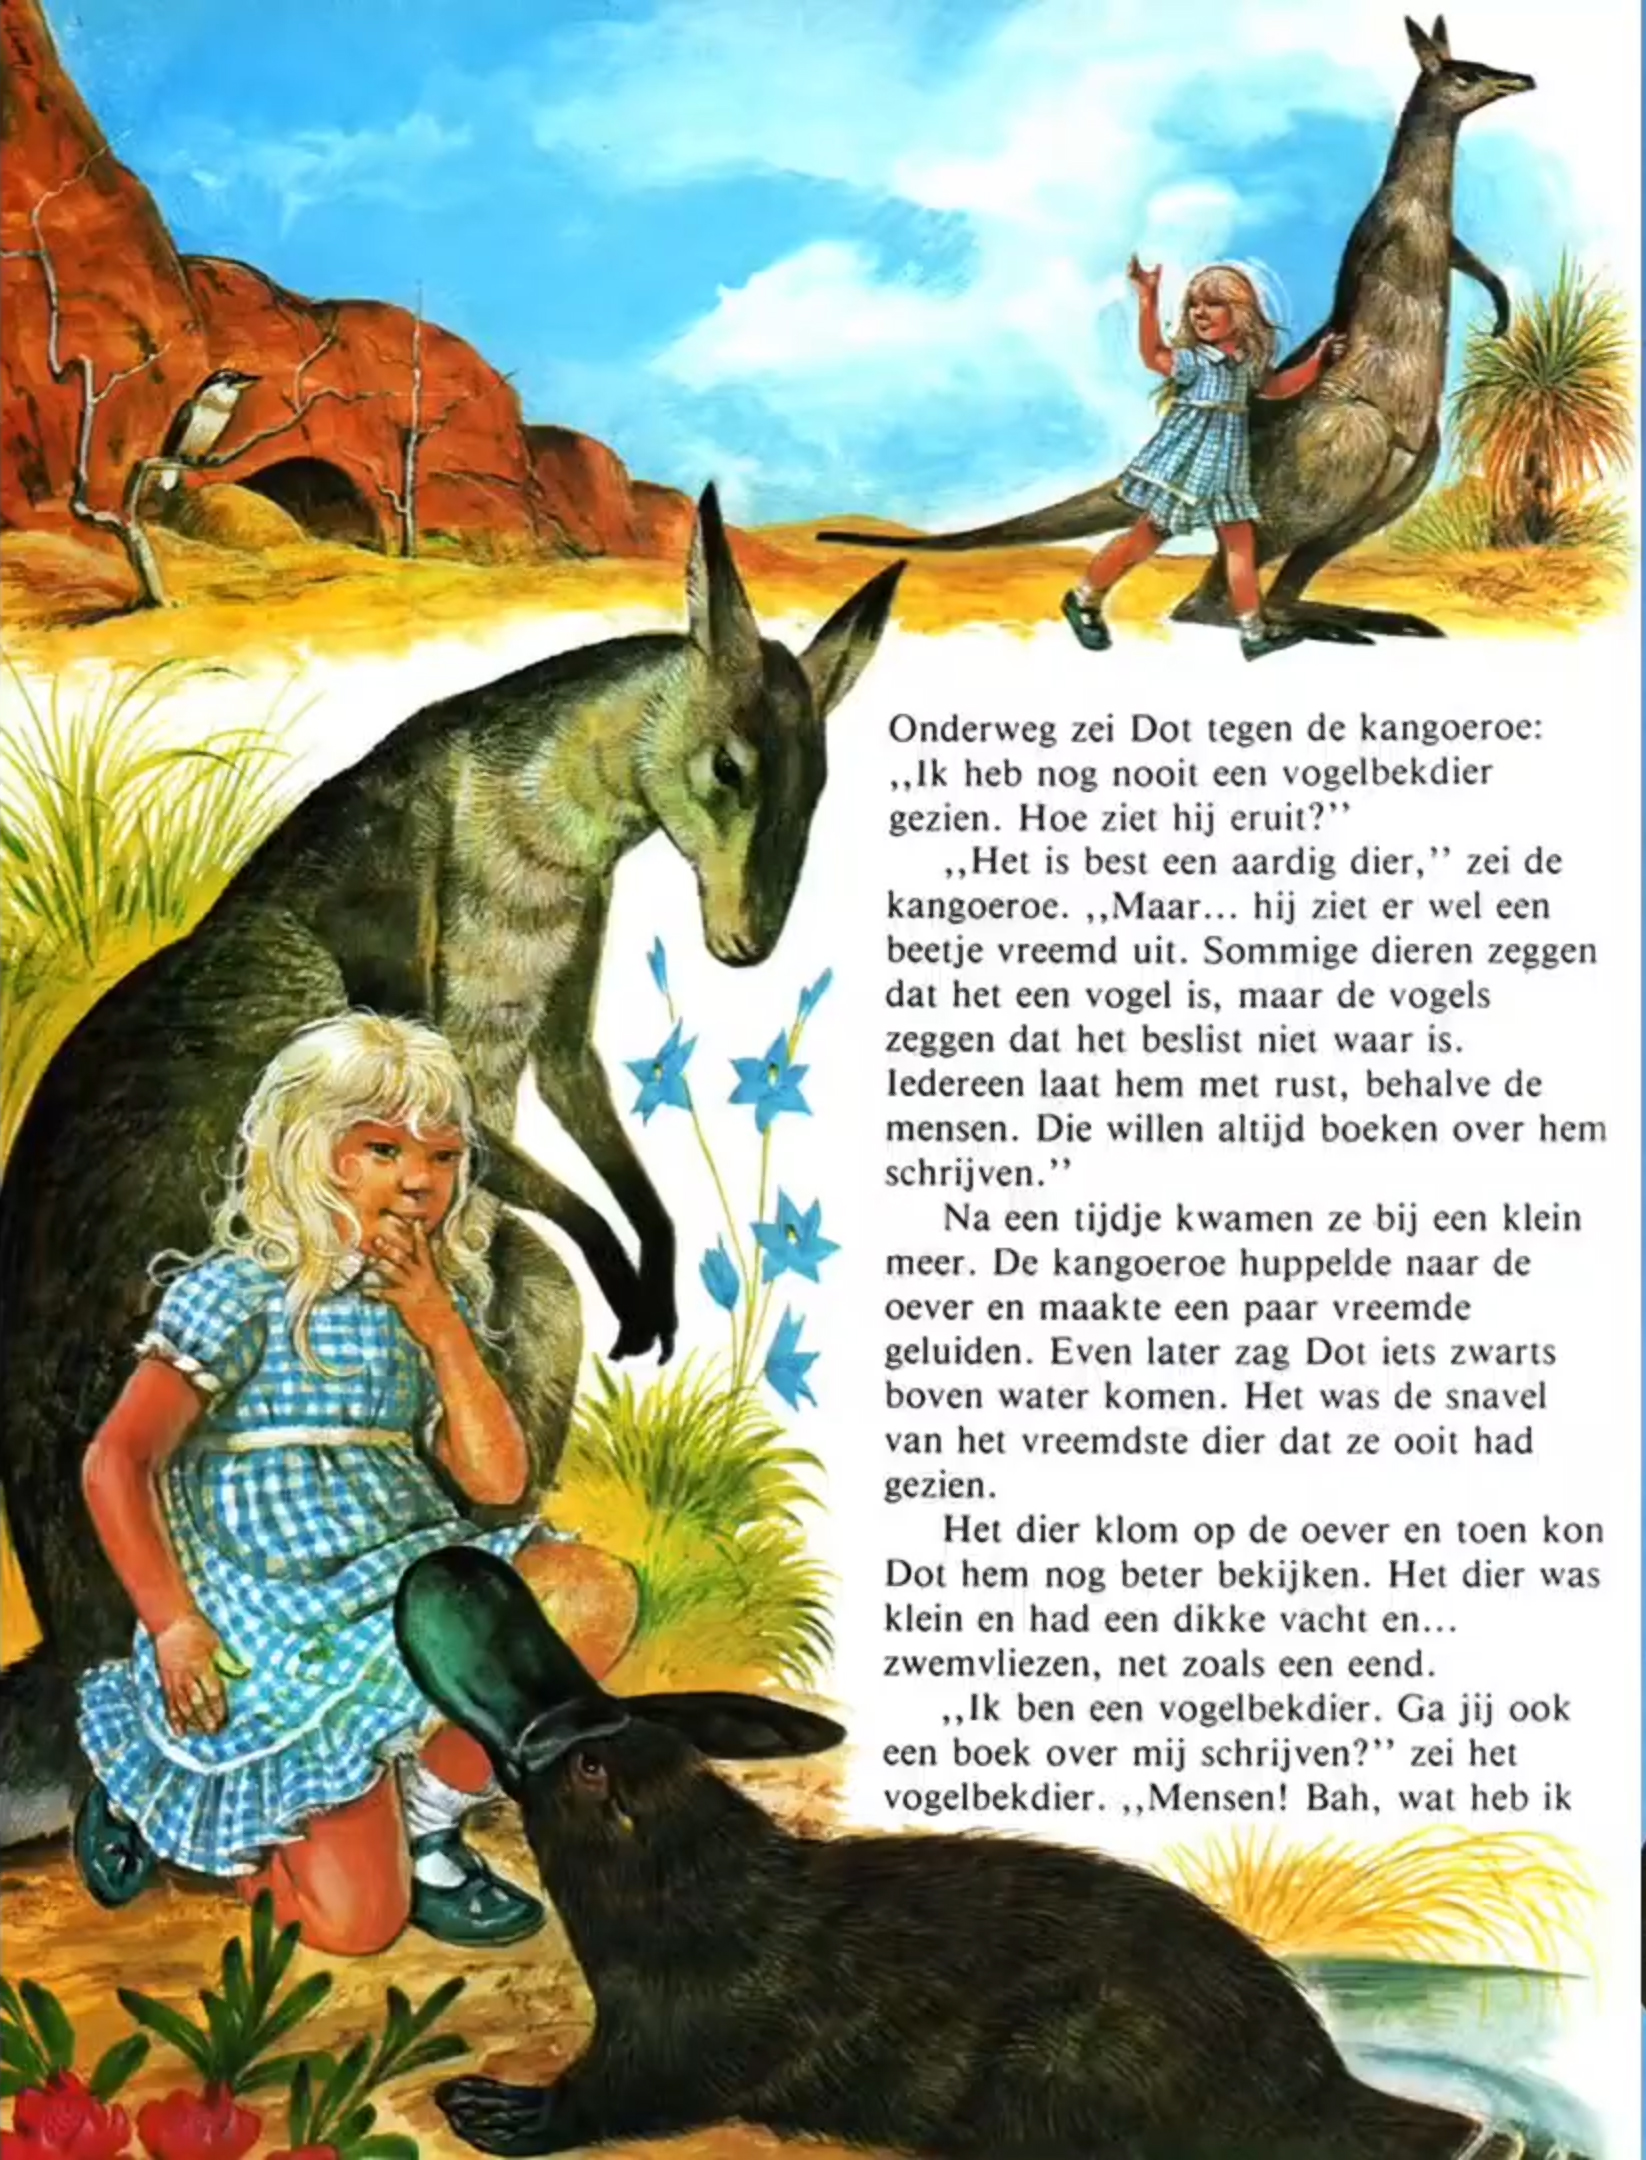 Onderweg zei Dot tegen de kangoeroe:
,,Ik heb nog nooit een vogelbekdier
gezien. Hoe ziet hij eruit?’’
,,Het is best een aardig dier,’’ zei de
kangoeroe. ,,Maar... hij ziet er wel een
beetje vreemd uit. Sommige dieren zeggen
dat het een vogel is, maar de vogels
zeggen dat het beslist niet waar is.
Iedereen laat hem met rust, behalve de
mensen. Die willen altijd boeken over hem
schrijven.’’
Na een tijdje kwamen ze bij een klein
meer. De kangoeroe huppelde naar de
oever en maakte een paar vreemde
geluiden. Even later zag Dot iets zwarts
boven water komen. Het was de snavel
van het vreemdste dier dat ze ooit had
gezien.
Het dier klom op de oever en toen kon
Dot hem nog beter bekijken. Het dier was
klein en had een dikke vacht en...
zwemvliezen, net zoals een eend.
,,Ik ben een vogelbekdier. Ga jij ook
een boek over mij schrijven?’’ zei het
vogelbekdier. ,,Mensen! Bah, wat heb ik